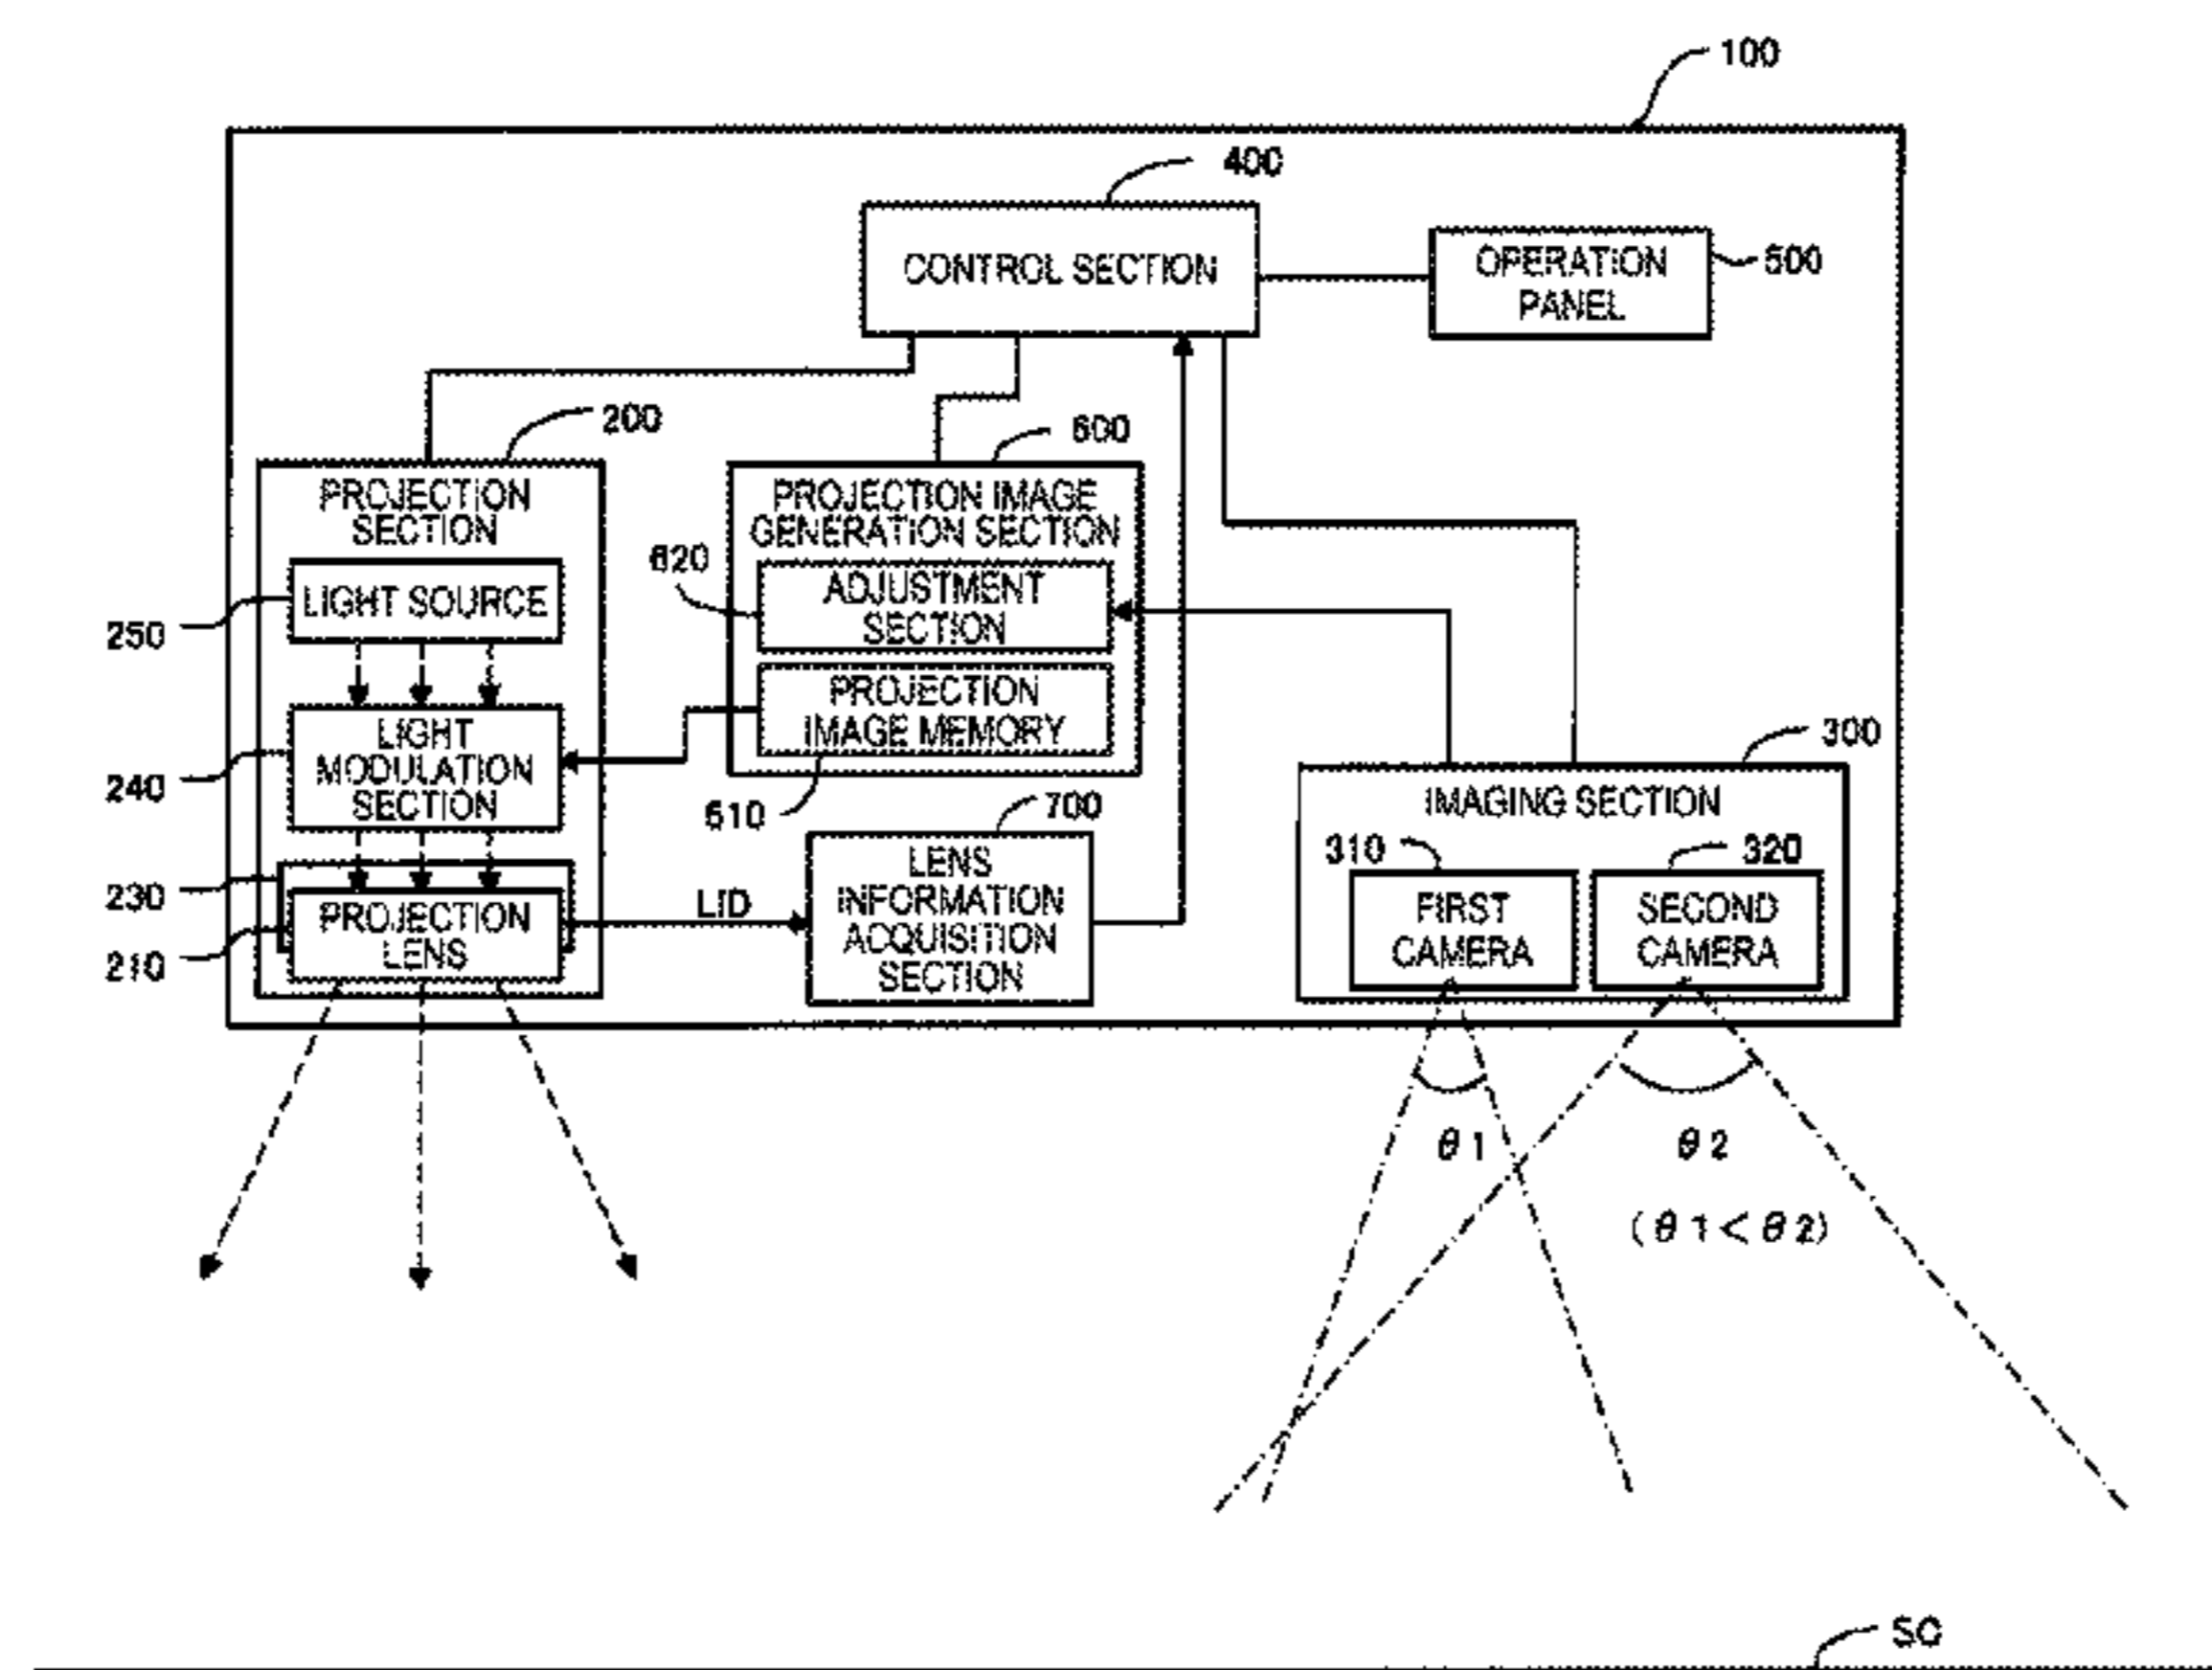 100
400
CONTROL SECTION
OPERATION
PANEL
500
200
PROJECTION
SECTION
600
PROJECTION IMAGE
GENERATION SECTION
620
ADJUSTMENT
SECTION
LIGHT SOURCE
250
PROJECTION
IMAGE MEMORY
610
LIGHT
MODULATION
SECTION
240
300
IMAGING SECTION
700
LENS
INFORMATION
ACQUISITION
SECTION
310
FIRST
CAMERA
320
SECOND
CAMERA
230
PROJECTION
LENS
210
LID
θ1
θ2
(θ1<θ2)
SC